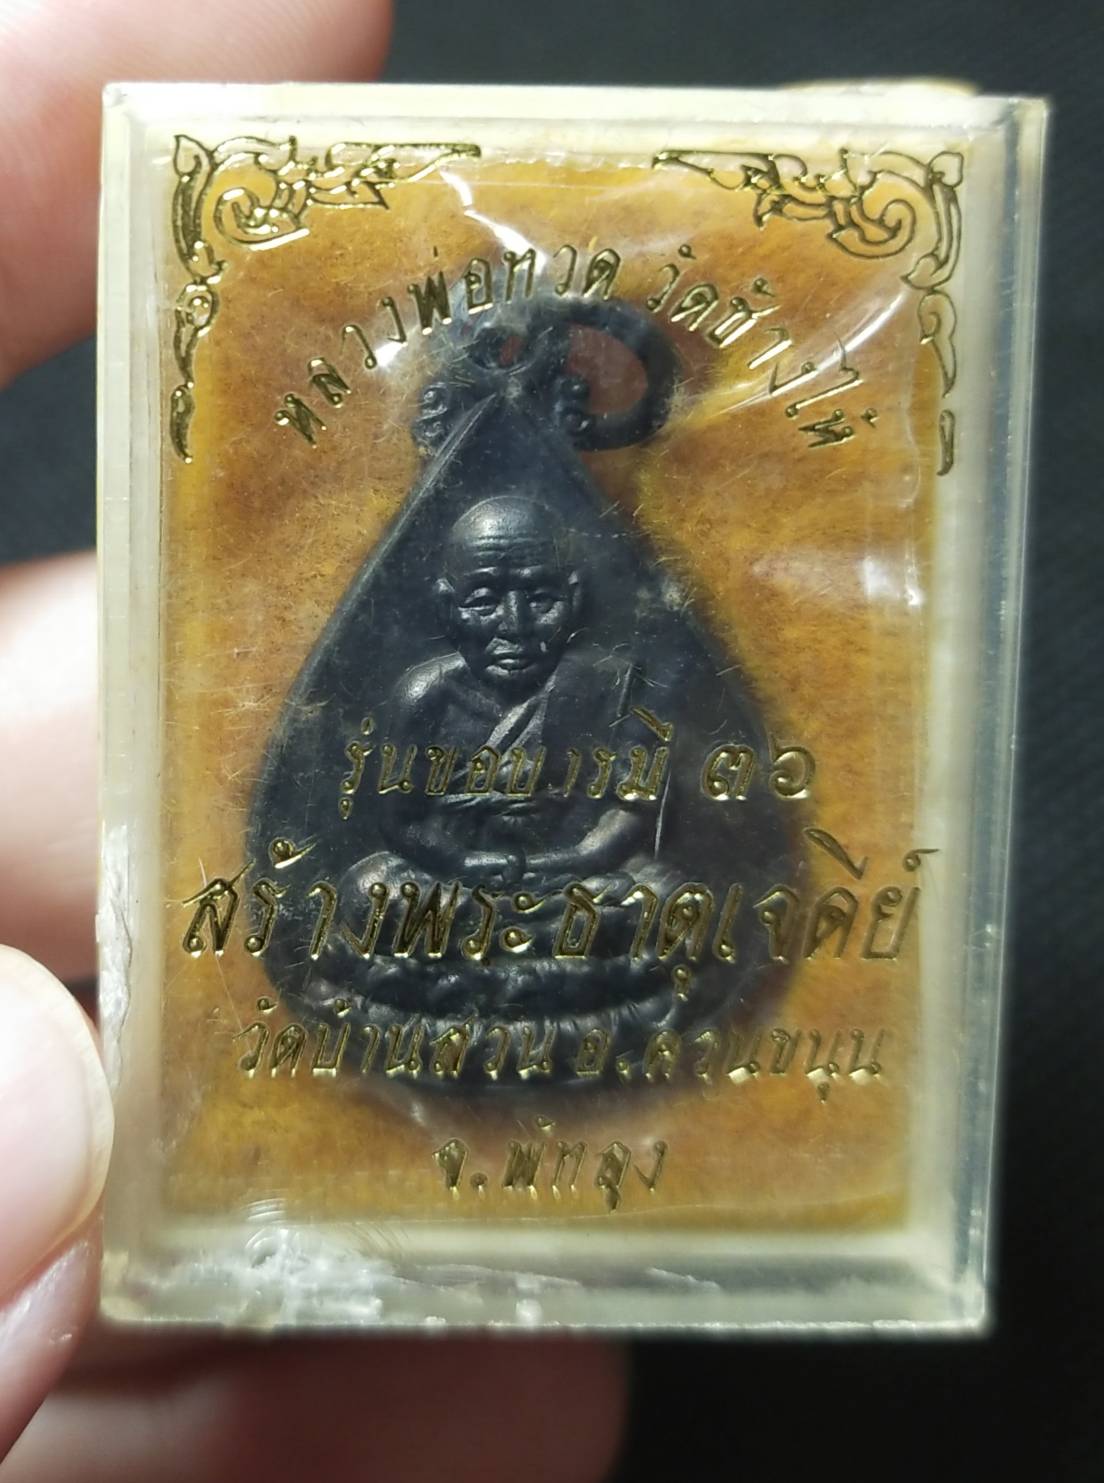 หลวงพ่อทวด วัดช้างให้
รุ่นขอบารมี ๓๖
สร้างพระธาตุเจดีย์
วัดบ้านสวน อ.ควนขนุน
จ.พัทลุง